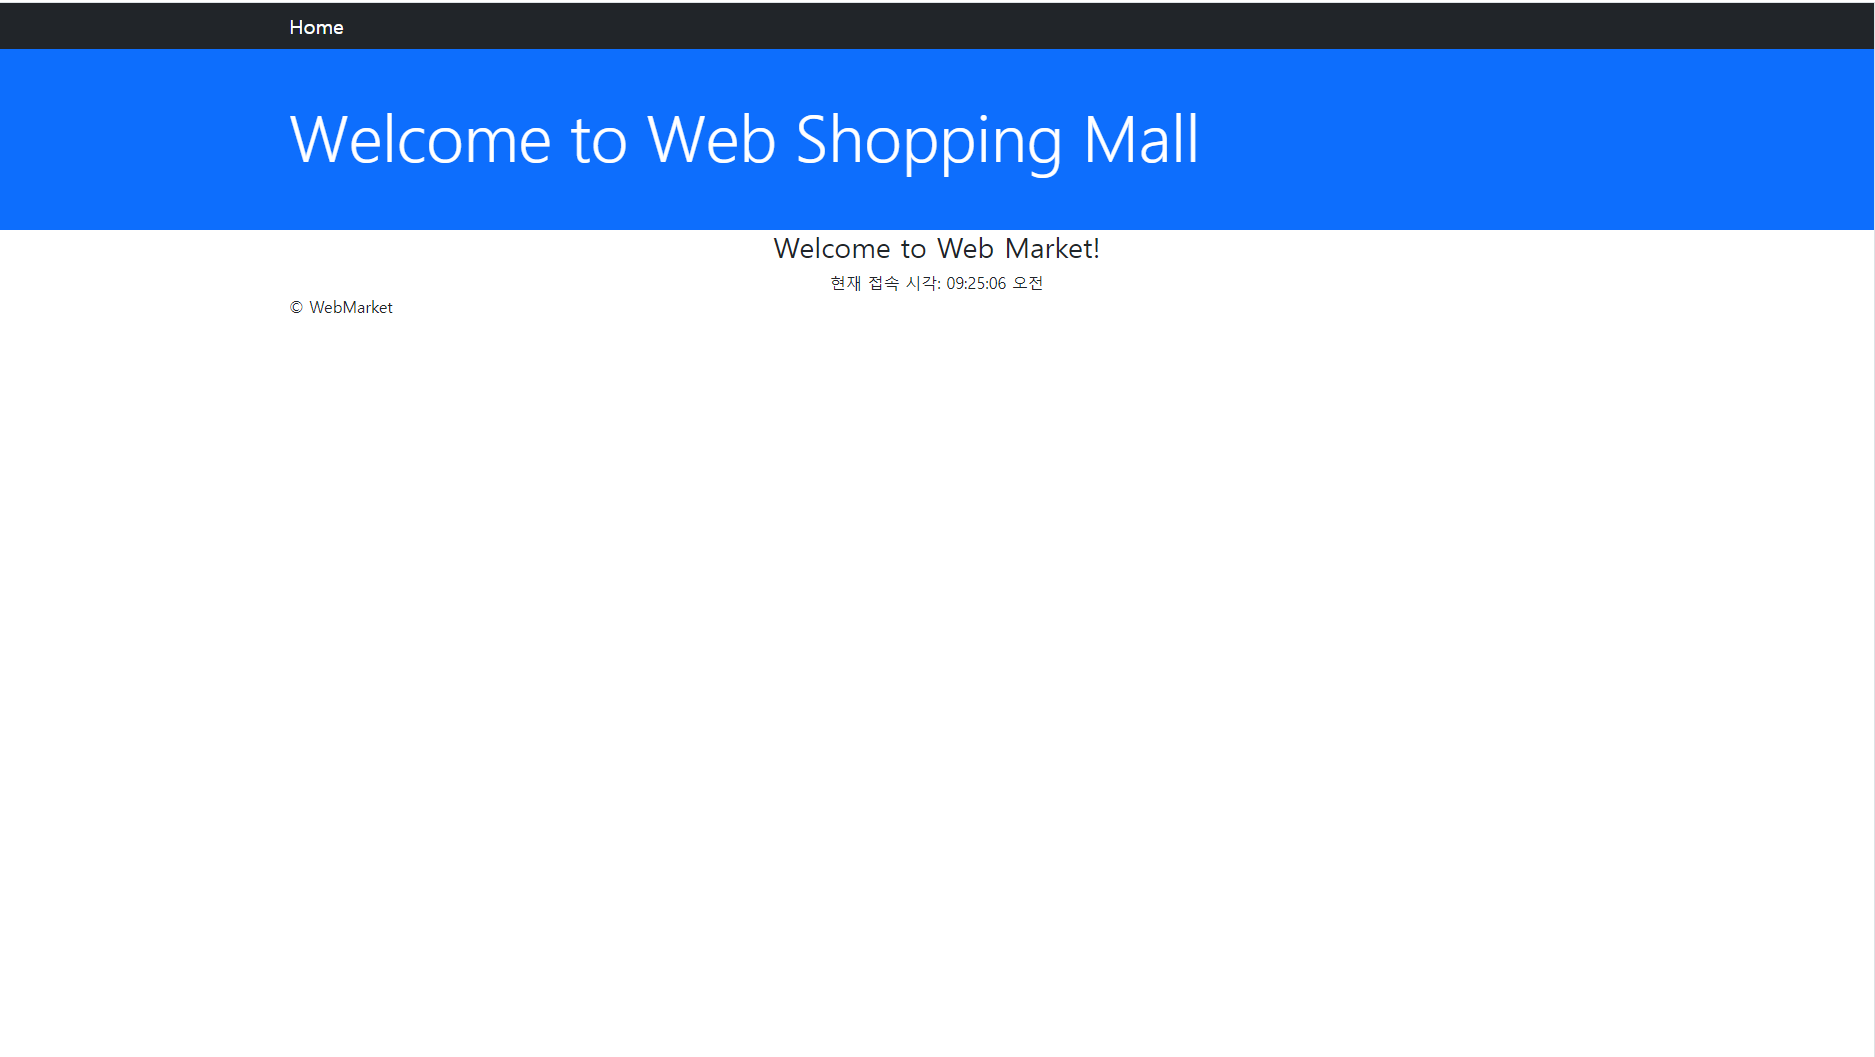 Home
Welcome to Web Shopping Mall
Welcome to Web Market!
현재 접속 시각: 09:25:06 오전
© WebMarket